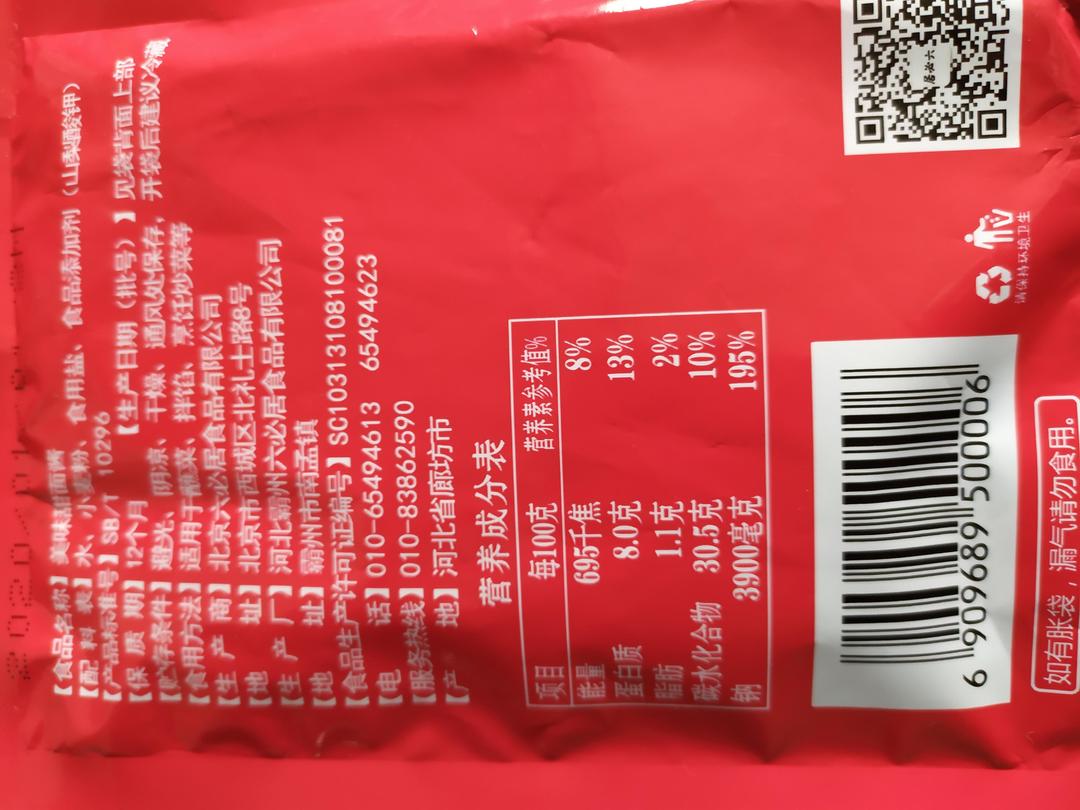 【食品名称】美味甜面酱
【配 料 表】水、小麦粉、食用盐、食品添加剂（山梨酸钾）
【产品标准号】SB/T 10296
【保 质 期】12个月 【生产日期（批号）】见袋背面上部
【贮存条件】避光、阴凉、干燥、通风处保存，开袋后建议冷藏
【食用方法】适用于蘸菜、拌馅、烹饪炒菜等
【生 产 商】北京六必居食品有限公司
【地 址】北京市西城区北礼士路8号
【生 产 厂】河北霸州六必居食品有限公司
【地 址】霸州市南孟镇
【食品生产许可证编号】SC10313108100081
【电 话】010-65494613 65494623
【服务热线】010-83862590
【产 地】河北省廊坊市
营养成分表
项目 每100克 营养素参考值%
能量 695千焦 8%
蛋白质 8.0克 13%
脂肪 1.1克 2%
碳水化合物 30.5克 10%
钠 3900毫克 195%
6 909689 500006
请保持环境卫生
六必居
如有胀袋，漏气请勿食用。